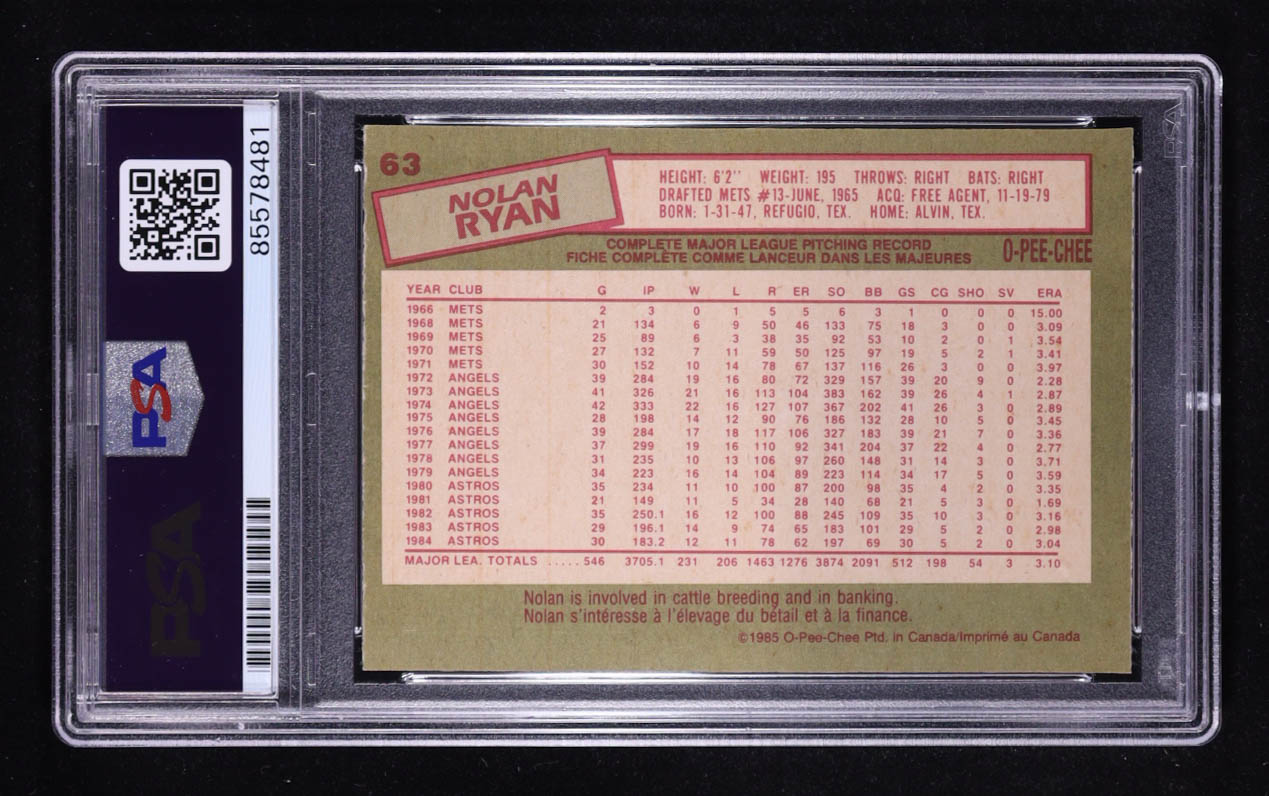 85578481
PSA
PSA
PSA
63
NOLAN
RYAN
HEIGHT: 6'2'' WEIGHT: 195 THROWS: RIGHT BATS: RIGHT
DRAFTED METS #13-JUNE, 1965 ACQ: FREE AGENT, 11-19-79
BORN: 1-31-47, REFUGIO, TEX. HOME: ALVIN, TEX.
COMPLETE MAJOR LEAGUE PITCHING RECORD
FICHE COMPLÈTE COMME LANCEUR DANS LES MAJEURES
O-PEE-CHEE
YEAR CLUB G IP W L R ER SO BB GS CG SHO SV ERA
1966 METS 2 3 0 1 5 5 6 3 1 0 0 0 15.00
1968 METS 21 134 6 9 50 46 133 75 18 3 0 0 3.09
1969 METS 25 89 6 3 38 35 92 53 10 2 0 1 3.54
1970 METS 27 132 7 11 59 50 125 97 19 5 2 1 3.41
1971 METS 30 152 10 14 78 67 137 116 26 3 0 0 3.97
1972 ANGELS 39 284 19 16 80 72 329 157 39 20 9 0 2.28
1973 ANGELS 41 326 21 16 113 104 383 162 39 26 4 1 2.87
1974 ANGELS 42 333 22 16 127 107 367 202 41 26 3 0 2.89
1975 ANGELS 28 198 14 12 90 76 186 132 28 10 5 0 3.45
1976 ANGELS 39 284 17 18 117 106 327 183 39 21 7 0 3.36
1977 ANGELS 37 299 19 16 110 92 341 204 37 22 4 0 2.77
1978 ANGELS 31 235 10 13 106 97 260 148 31 14 3 0 3.71
1979 ANGELS 34 223 16 14 104 89 223 114 34 17 5 0 3.59
1980 ASTROS 35 234 11 10 100 87 200 98 35 4 2 0 3.35
1981 ASTROS 21 149 11 5 34 28 140 68 21 5 3 0 1.69
1982 ASTROS 35 250.1 16 12 100 88 245 109 35 10 3 0 3.16
1983 ASTROS 29 196.1 14 9 74 65 183 101 29 5 2 0 2.98
1984 ASTROS 30 183.2 12 11 78 62 197 69 30 5 2 0 3.04
MAJOR LEA. TOTALS ..... 546 3705.1 231 206 1463 1276 3874 2091 512 198 54 3 3.10
Nolan is involved in cattle breeding and in banking.
Nolan s'intéresse à l'élevage du bétail et à la finance.
©1985 O-Pee-Chee Ptd. in Canada/Imprimé au Canada